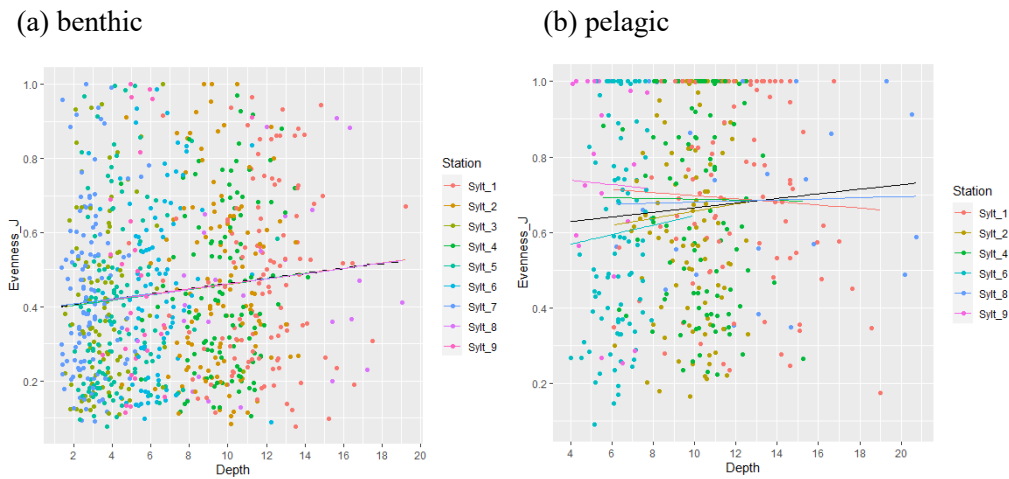 (a) benthic
(b) pelagic
1.0
0.8
0.6
0.4
0.2
Evenness_J
2 4 6 8 10 12 14 16 18 20
Depth
Station
Sylt_1
Sylt_2
Sylt_3
Sylt_4
Sylt_5
Sylt_6
Sylt_7
Sylt_8
Sylt_9
1.0
0.8
0.6
0.4
0.2
Evenness_J
4 6 8 10 12 14 16 18 20
Depth
Station
Sylt_1
Sylt_2
Sylt_4
Sylt_6
Sylt_8
Sylt_9